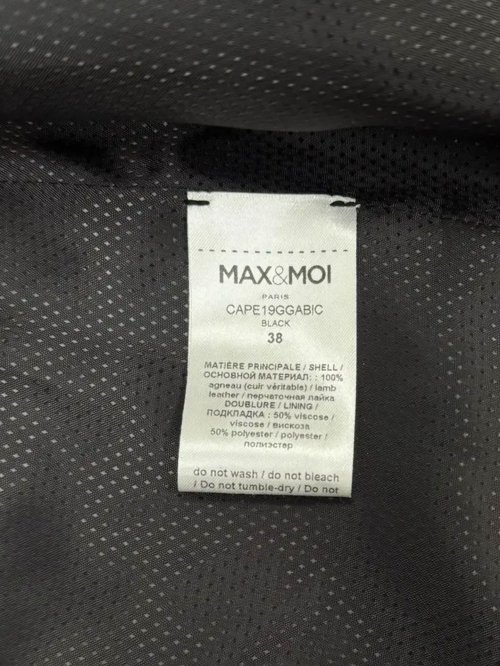 MAX&MOI
PARIS
CAPE19GGABIC
BLACK
38
MATIÈRE PRINCIPALE / SHELL /
ОСНОВНОЙ МАТЕРИАЛ: : 100%
agneau (cuir véritable) / lamb
leather / перчаточная лайка
DOUBLURE / LINING /
ПОДКЛАДКА : 50% viscose /
viscose / вискоза
50% polyester / polyester /
полиэстер
do not wash / do not bleach
/ Do not tumble-dry / Do not